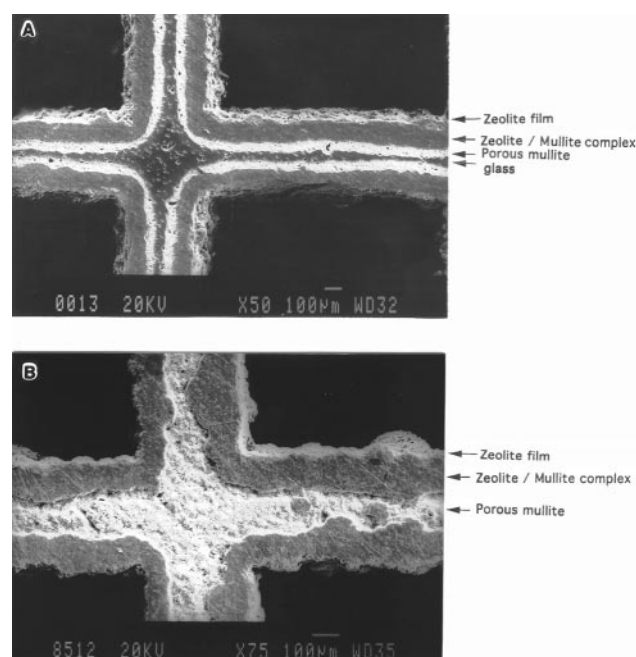 A
Zeolite film
Zeolite / Mullite complex
Porous mullite
glass
0013 20KV X50 100μm WD32
B
Zeolite film
Zeolite / Mullite complex
Porous mullite
8512 20KV X75 100μm WD35